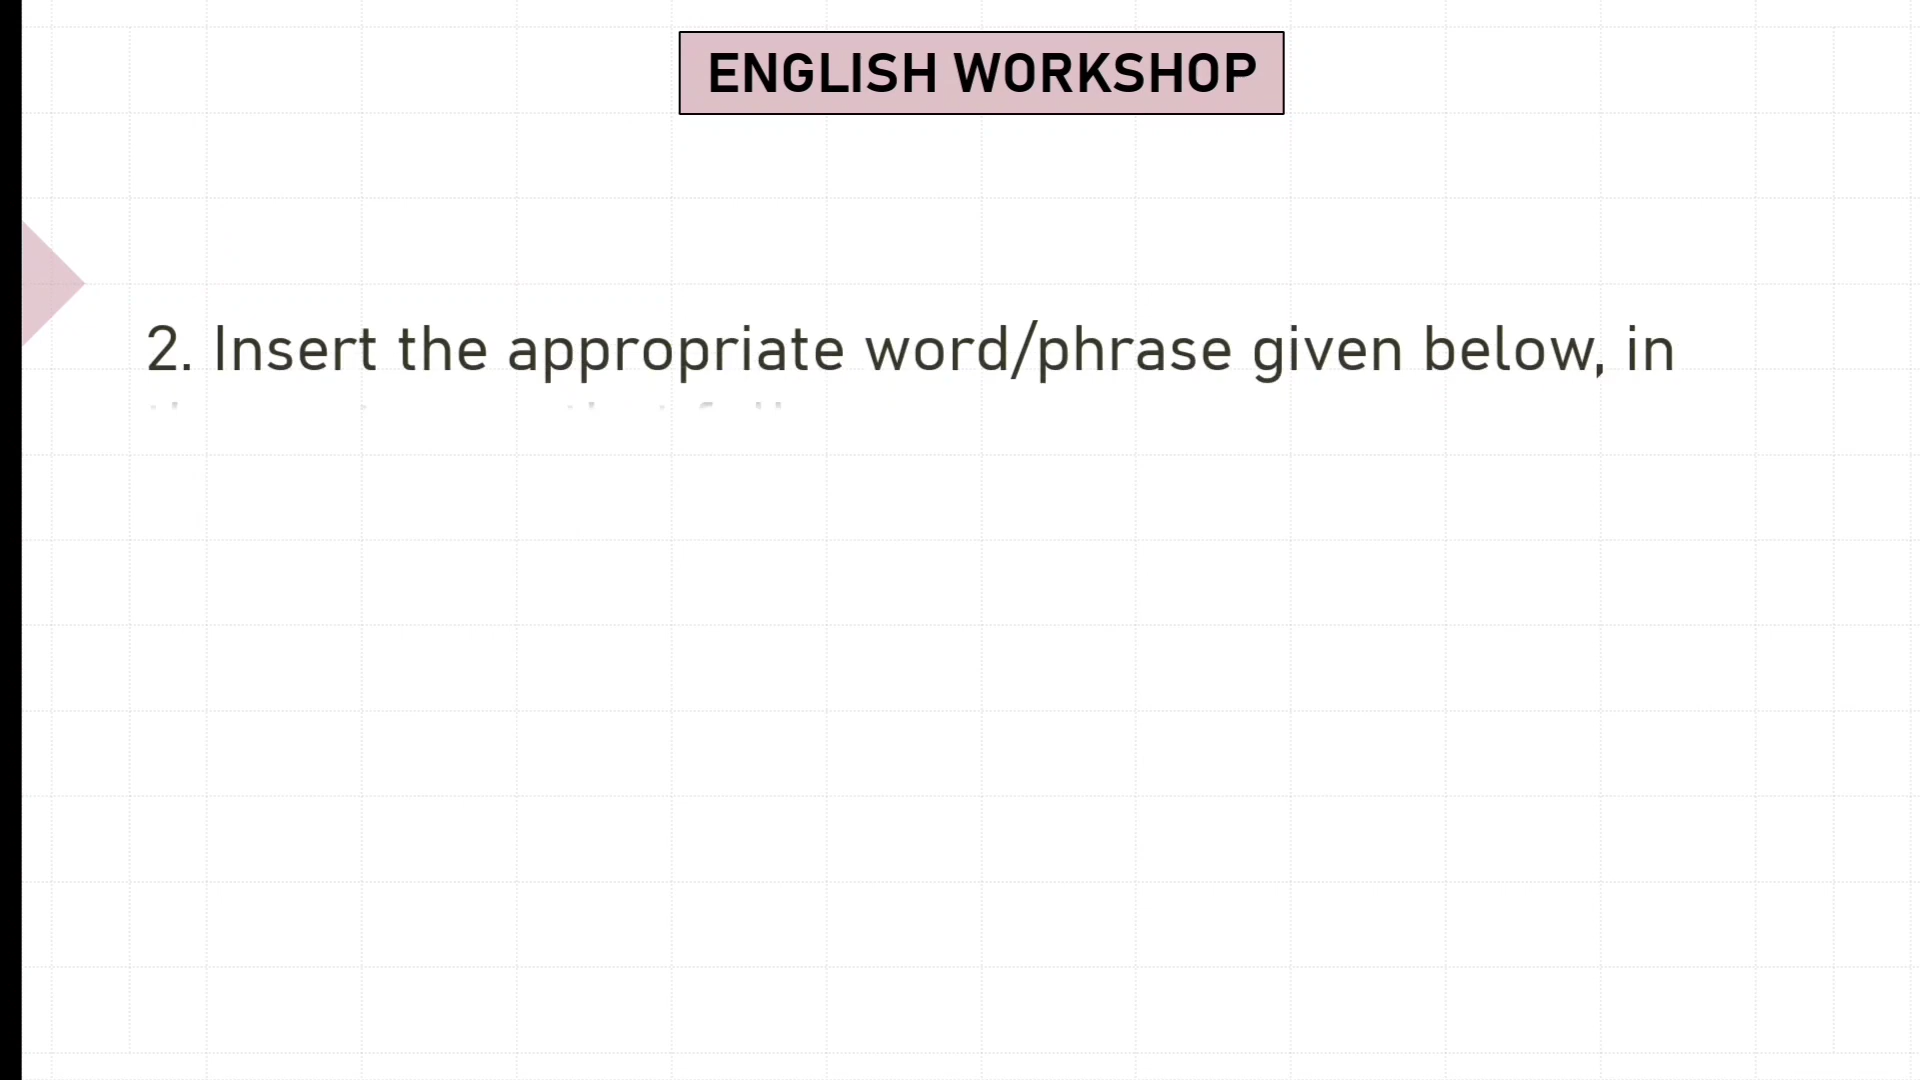 ENGLISH WORKSHOP
2. Insert the appropriate word/phrase given below, in